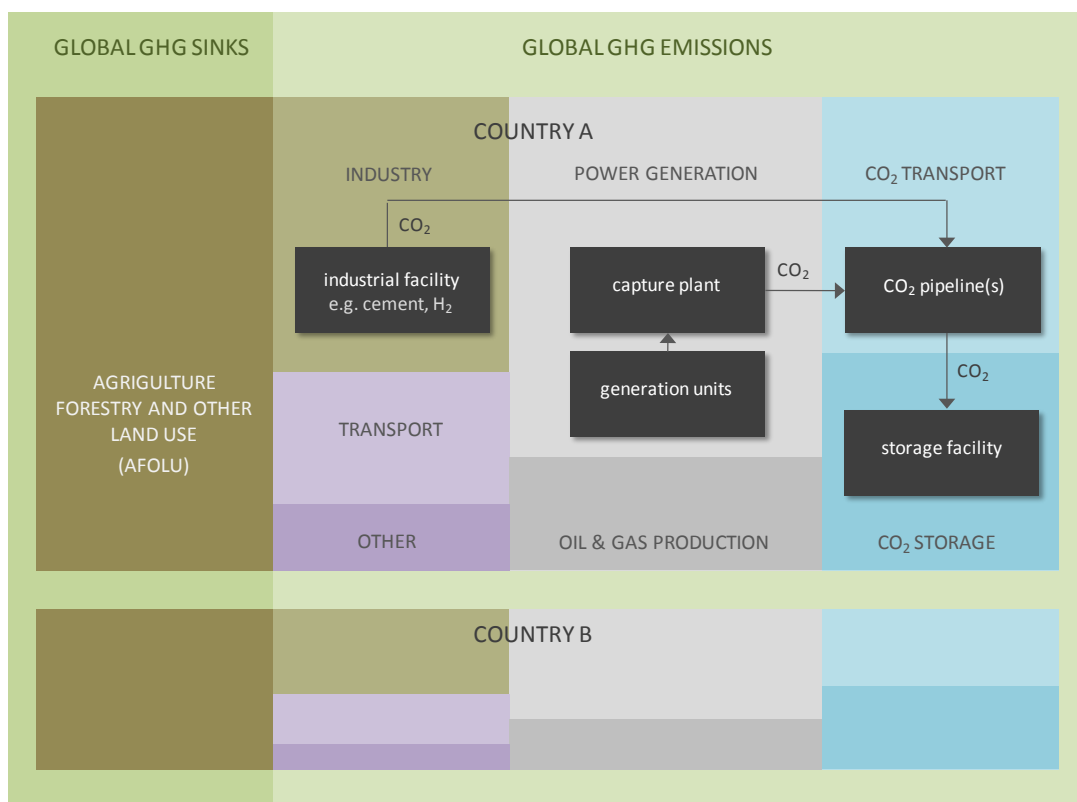 GLOBAL GHG SINKS
GLOBAL GHG EMISSIONS
COUNTRY A
INDUSTRY
POWER GENERATION
CO₂ TRANSPORT
CO₂
industrial facility
e.g. cement, H₂
capture plant
CO₂
CO₂ pipeline(s)
generation units
CO₂
AGRIGULTURE
FORESTRY AND OTHER
LAND USE
(AFOLU)
TRANSPORT
storage facility
OTHER
OIL & GAS PRODUCTION
CO₂ STORAGE
COUNTRY B